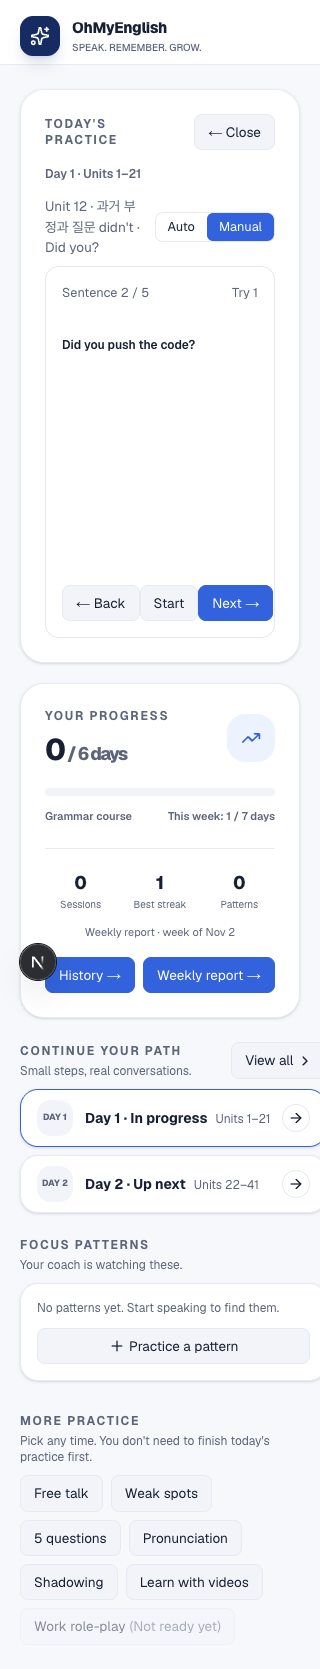 OhMyEnglish
SPEAK. REMEMBER. GROW.
TODAY'S
PRACTICE
← Close
Day 1 · Units 1–21
Unit 12 · 과거 부
정과 질문 didn't ·
Did you?
Auto
Manual
Sentence 2 / 5
Try 1
Did you push the code?
← Back
Start
Next →
YOUR PROGRESS
0 / 6 days
Grammar course
This week: 1 / 7 days
0
1
0
Sessions
Best streak
Patterns
Weekly report · week of Nov 2
N
History →
Weekly report →
CONTINUE YOUR PATH
Small steps, real conversations.
View all
DAY 1
Day 1 · In progress
Units 1–21
DAY 2
Day 2 · Up next
Units 22–41
FOCUS PATTERNS
Your coach is watching these.
No patterns yet. Start speaking to find them.
Practice a pattern
MORE PRACTICE
Pick any time. You don't need to finish today's
practice first.
Free talk
Weak spots
5 questions
Pronunciation
Shadowing
Learn with videos
Work role-play (Not ready yet)